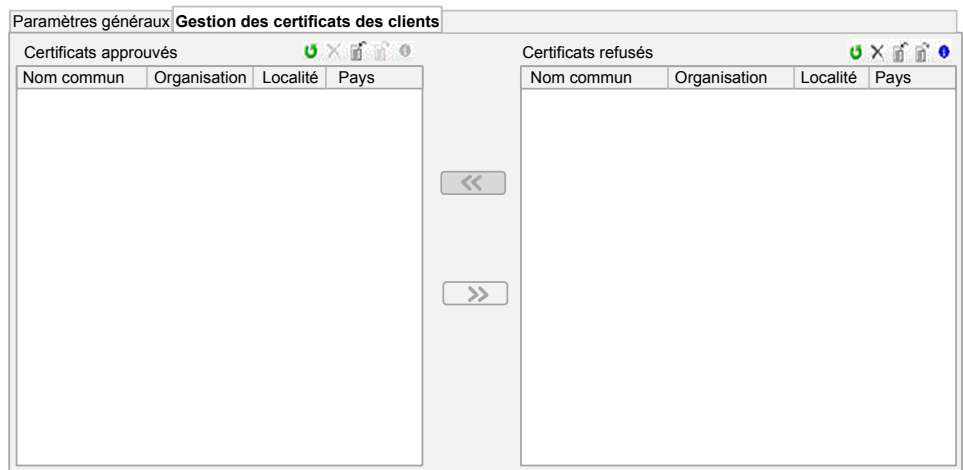 Paramètres généraux Gestion des certificats des clients
Certificats approuvés
Nom commun Organisation Localité Pays
Certificats refusés
Nom commun Organisation Localité Pays